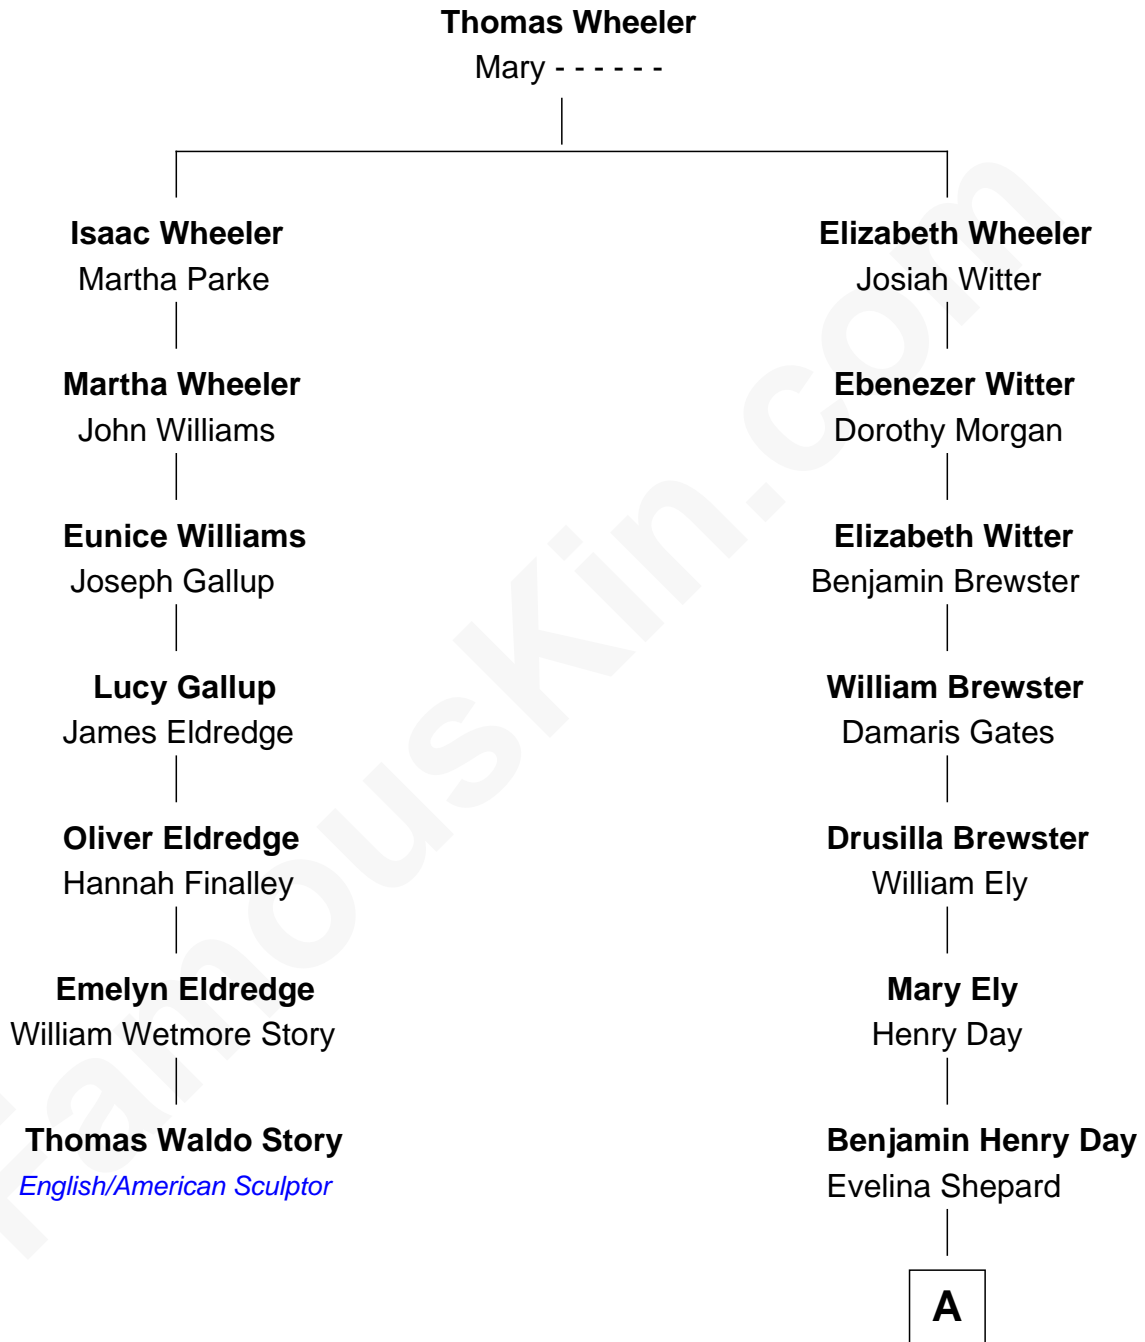 Thomas Wheeler
Mary - - - - - -
Isaac Wheeler
Martha Parke
Elizabeth Wheeler
Josiah Witter
Martha Wheeler
John Williams
Ebenezer Witter
Dorothy Morgan
Eunice Williams
Joseph Gallup
Elizabeth Witter
Benjamin Brewster
Lucy Gallup
James Eldredge
William Brewster
Damaris Gates
Oliver Eldredge
Hannah Finalley
Drusilla Brewster
William Ely
Emelyn Eldredge
William Wetmore Story
Mary Ely
Henry Day
Thomas Waldo Story
English/American Sculptor
Benjamin Henry Day
Evelina Shepard
A
FamousKin.com